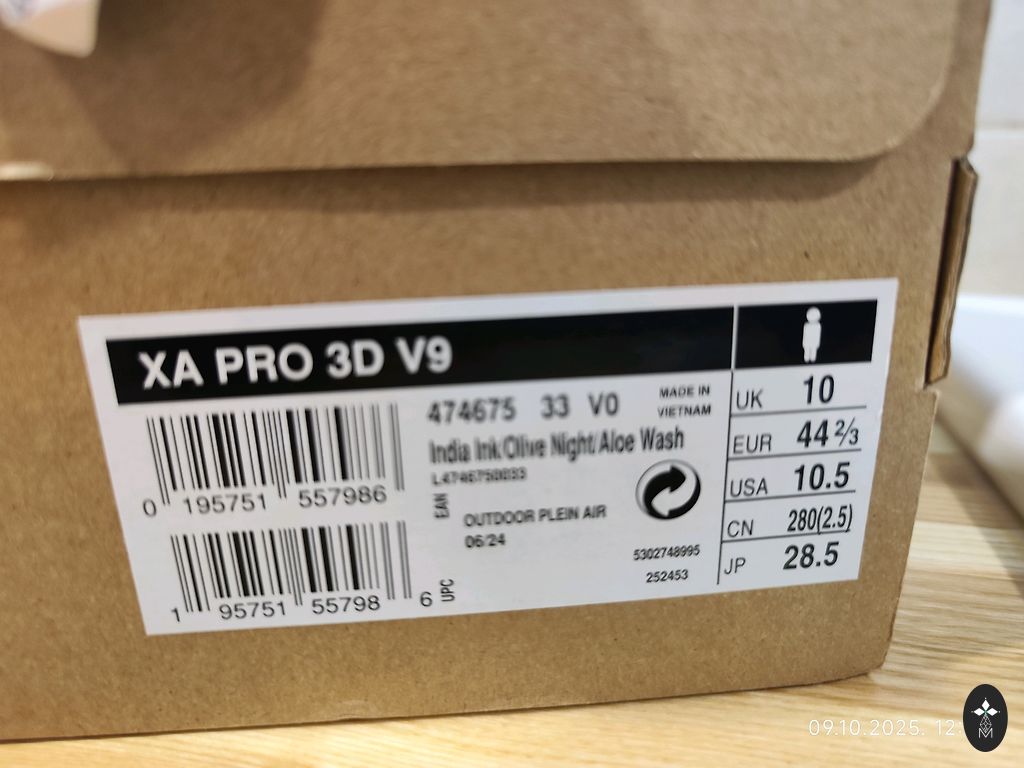 XA PRO 3D V9
474675 33 V0
MADE IN
VIETNAM
India Ink/Olive Night/Aloe Wash
L4746750033
0 195751 557986
EAN
OUTDOOR PLEIN AIR
06/24
1 95751 55798 6
UPC
5302748995
252453
UK 10
EUR 44 2/3
USA 10.5
CN 280(2.5)
JP 28.5
09.10.2025. 12:
M